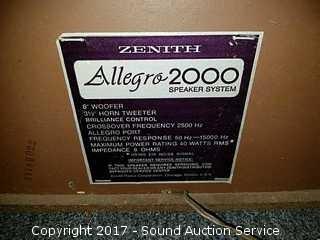 ZENITH
Allegro 2000
SPEAKER SYSTEM
8" WOOFER
3½" HORN TWEETER
BRILLIANCE CONTROL
CROSSOVER FREQUENCY 2500 Hz
ALLEGRO PORT
FREQUENCY RESPONSE 50 Hz-15000 Hz
MAXIMUM POWER RATING 40 WATTS RMS*
IMPEDANCE 8 OHMS
IMPORTANT SERVICE NOTICE
Copyright 2017 - Sound Auction Service